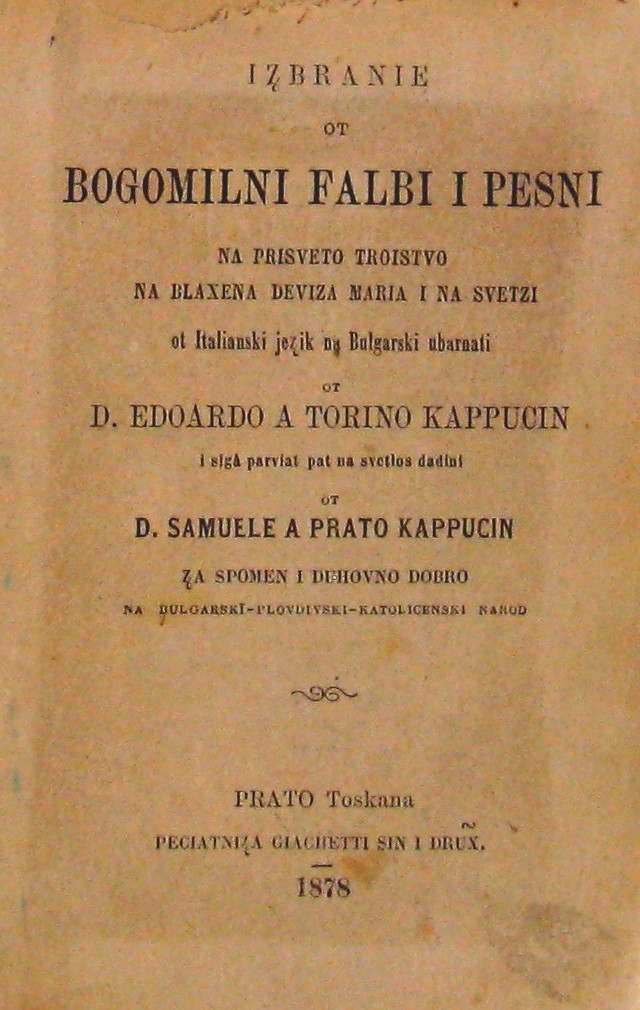 IȤBRANIE
OT
BOGOMILNI FALBI I PESNI
NA PRISVETO TROISTVO
NA BLAXENA DEVIZA MARIA I NA SVETZI
ot Italianski jeȥik na Bulgarski ubarnati
OT
D. EDOARDO A TORINO KAPPUCIN
i sigà parviat pat na svetlos dadini
OT
D. SAMUELE A PRATO KAPPUCIN
ȤA SPOMEN I DUHOVNO DOBRO
NA BULGARSKI-PLOVDIVSKI-KATOLICENSKI NAROD
PRATO Toskana
PECIATNIȤA GIACHETTI SIN I DRUX̃.
1878